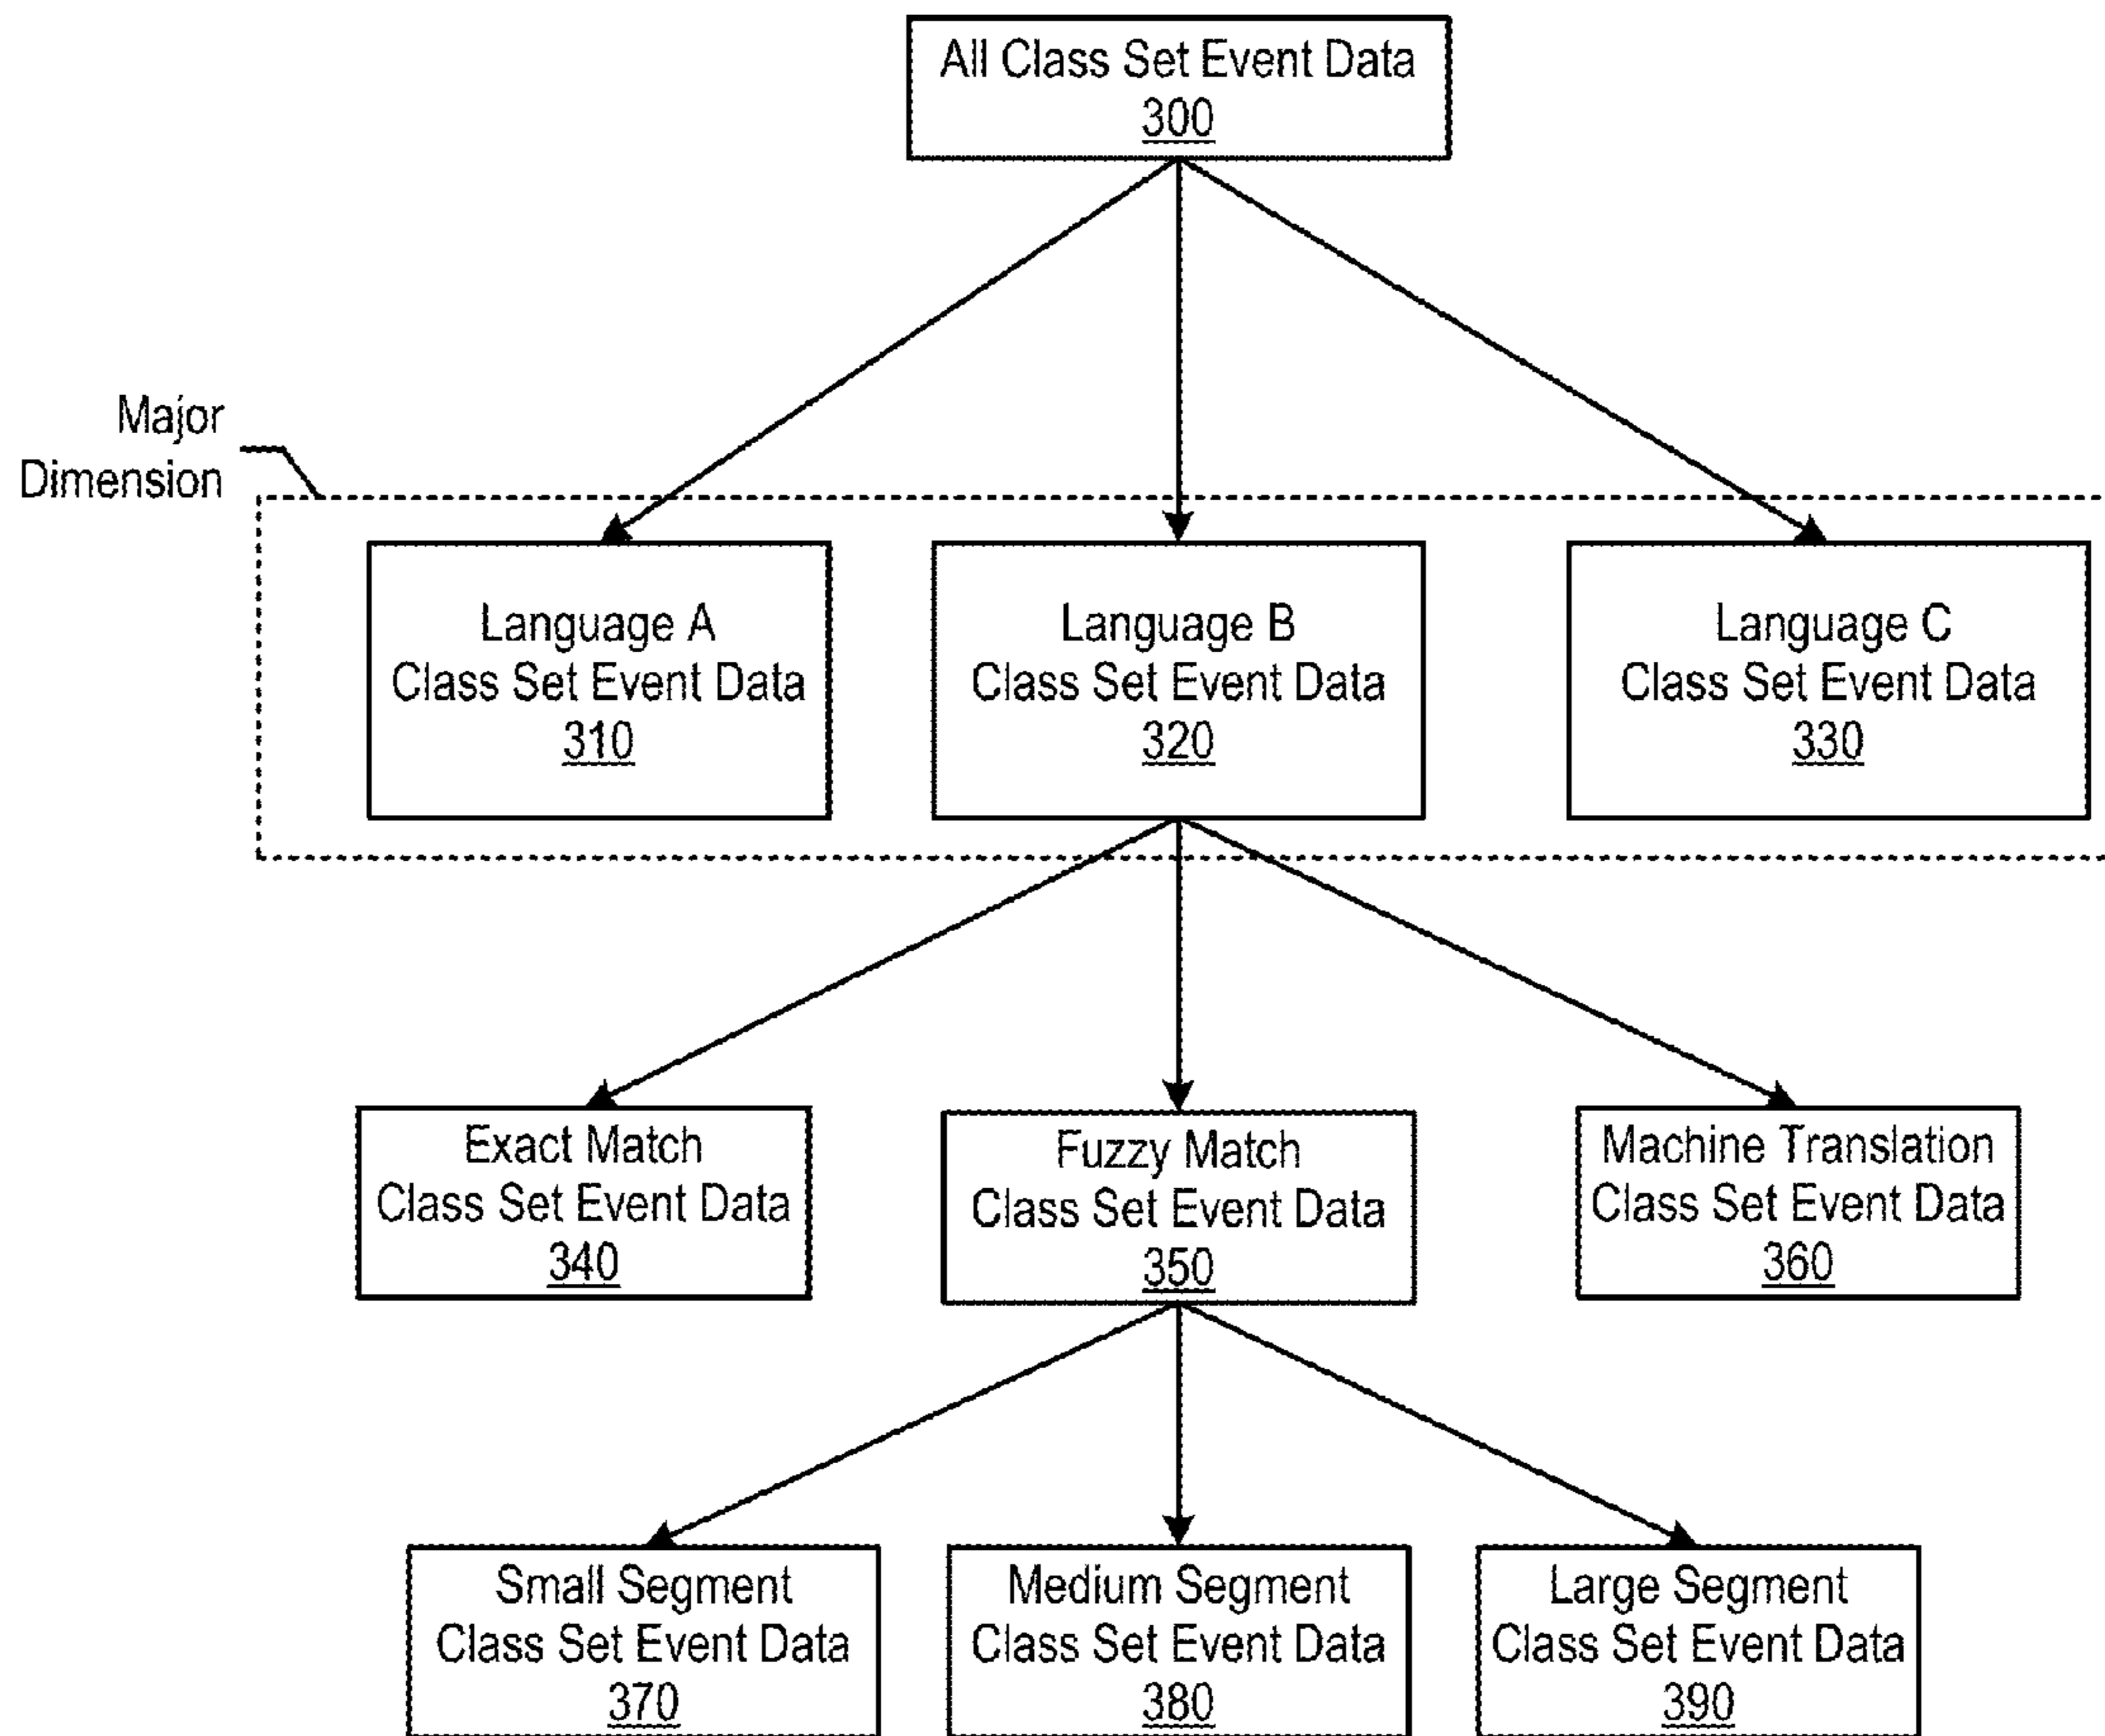 All Class Set Event Data
300
Major
Dimension
Language A
Class Set Event Data
310
Language B
Class Set Event Data
320
Language C
Class Set Event Data
330
Exact Match
Class Set Event Data
340
Fuzzy Match
Class Set Event Data
350
Machine Translation
Class Set Event Data
360
Small Segment
Class Set Event Data
370
Medium Segment
Class Set Event Data
380
Large Segment
Class Set Event Data
390